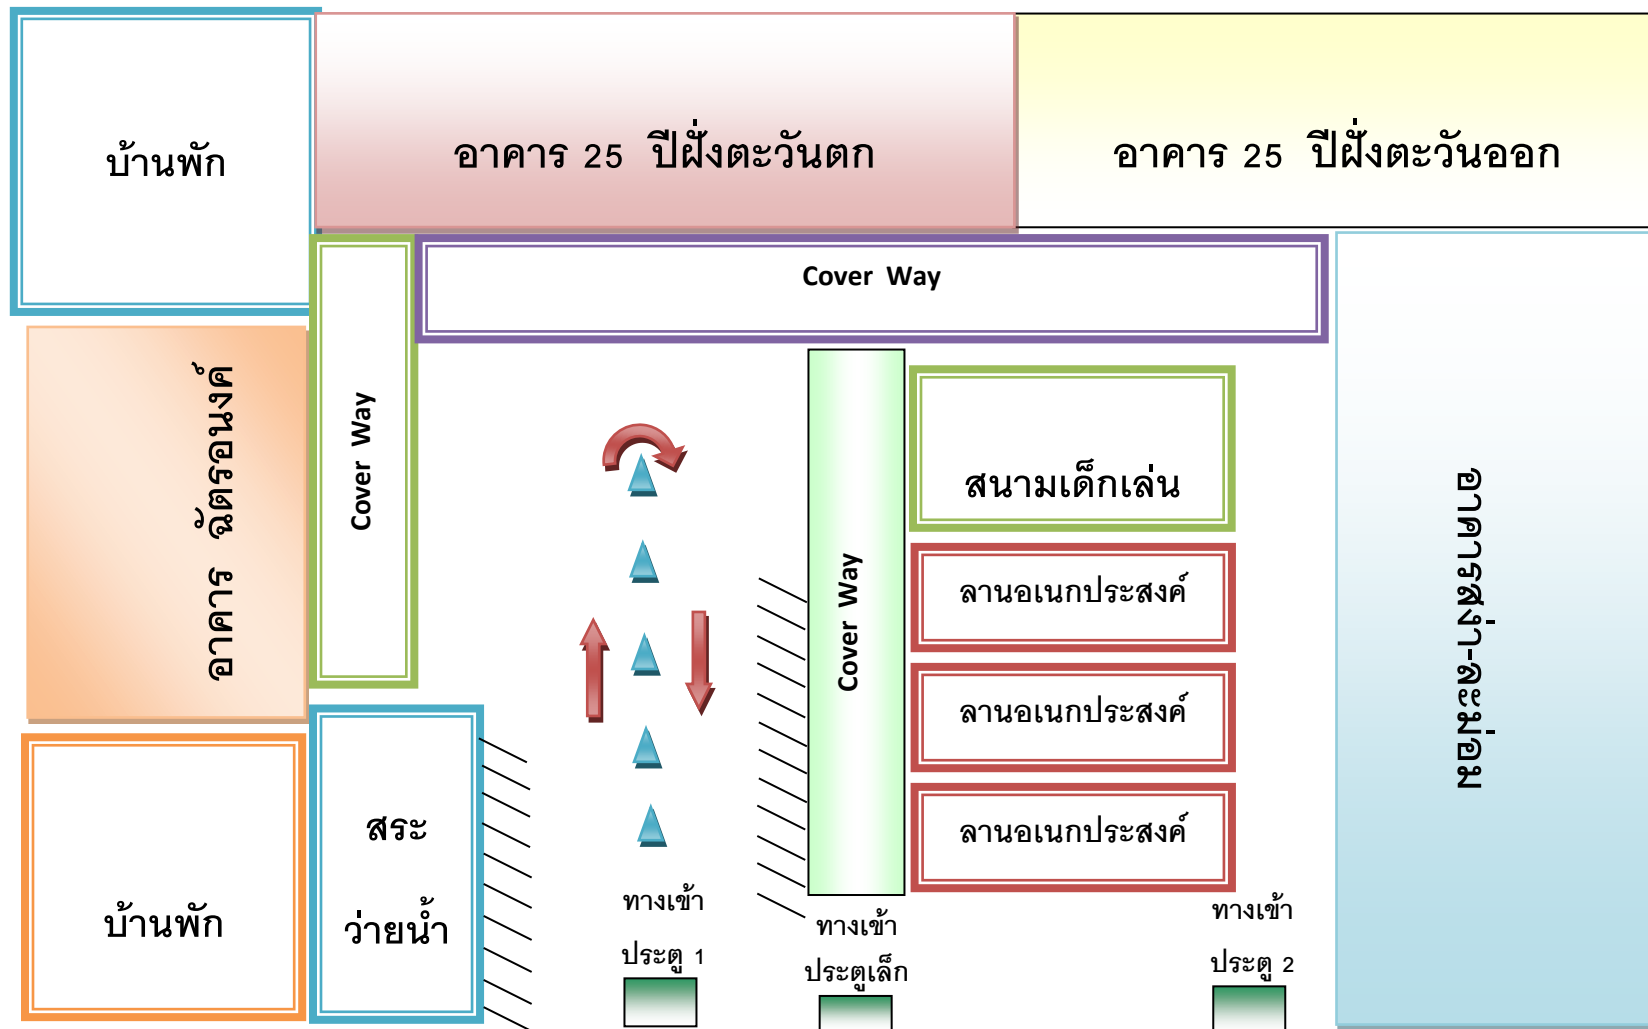 บ้านพัก
อาคาร 25 ปีฝั่งตะวันตก
อาคาร 25 ปีฝั่งตะวันออก
Cover Way
อาคาร ฉัตรอนงค์
Cover Way
Cover Way
สนามเด็กเล่น
ลานอเนกประสงค์
ลานอเนกประสงค์
ลานอเนกประสงค์
อาคารสง่า-ละม่อม
บ้านพัก
สระ
ว่ายน้ำ
ทางเข้า
ประตู 1
ทางเข้า
ประตูเล็ก
ทางเข้า
ประตู 2